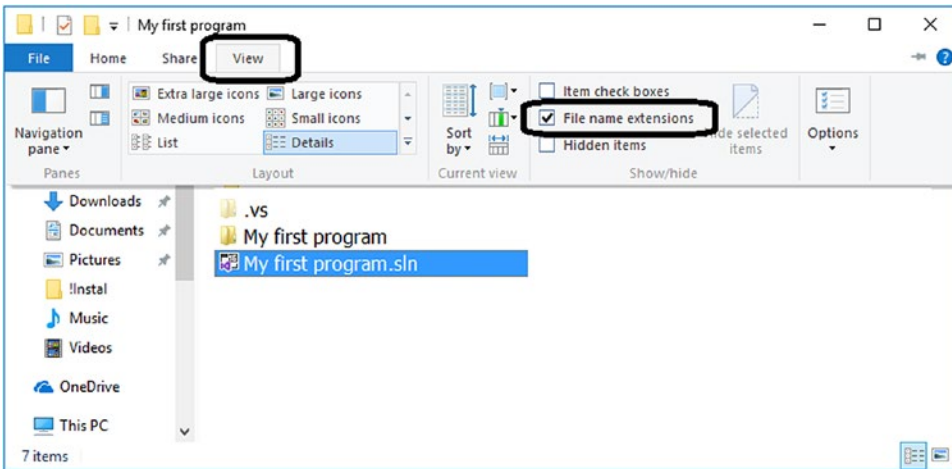 My first program
File Home Share View
Extra large icons Large icons
Medium icons Small icons
List Details
Navigation pane
Panes
Layout
Sort by
Current view
Item check boxes
File name extensions
Hidden items
selected items
Show/hide
Options
Downloads
Documents
Pictures
!Instal
Music
Videos
OneDrive
This PC
.vs
My first program
My first program.sln
7 items